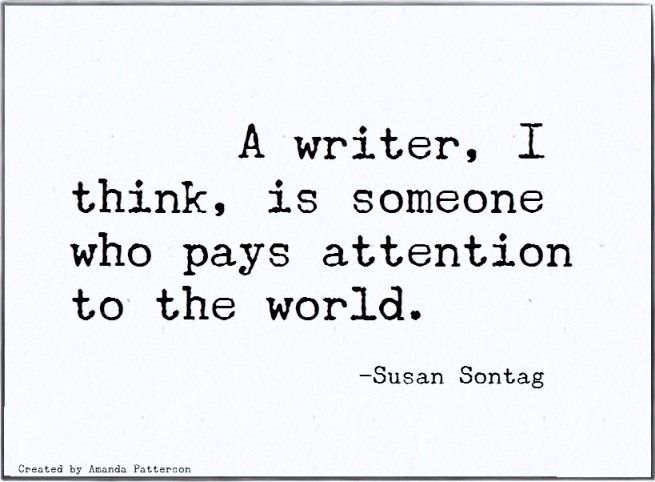 A writer, I
think, is someone
who pays attention
to the world.
-Susan Sontag
Created by Amanda Patterson